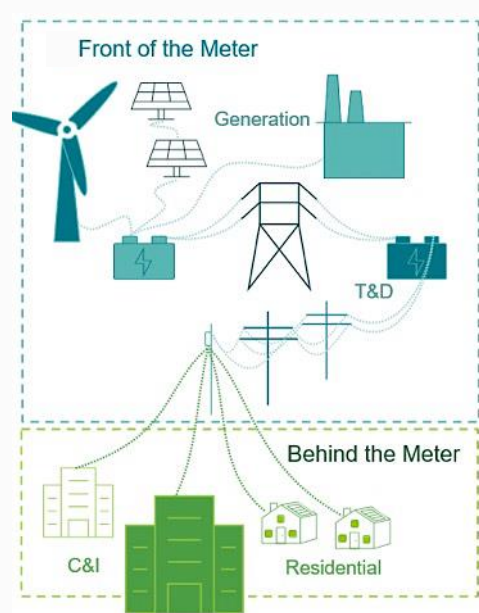 Front of the Meter
Generation
T&D
Behind the Meter
C&I
Residential